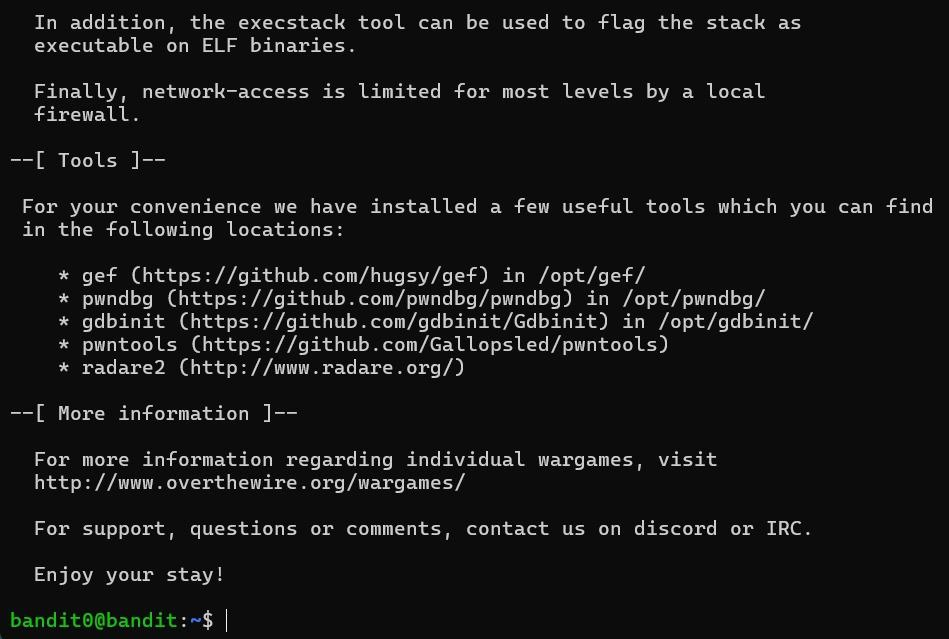 In addition, the execstack tool can be used to flag the stack as
executable on ELF binaries.
Finally, network-access is limited for most levels by a local
firewall.
--[ Tools ]--
For your convenience we have installed a few useful tools which you can find
in the following locations:
* gef (https://github.com/hugsy/gef) in /opt/gef/
* pwndbg (https://github.com/pwndbg/pwndbg) in /opt/pwndbg/
* gdbinit (https://github.com/gdbinit/Gdbinit) in /opt/gdbinit/
* pwntools (https://github.com/Gallopsled/pwntools)
* radare2 (http://www.radare.org/)
--[ More information ]--
For more information regarding individual wargames, visit
http://www.overthewire.org/wargames/
For support, questions or comments, contact us on discord or IRC.
Enjoy your stay!
bandit0@bandit:~$